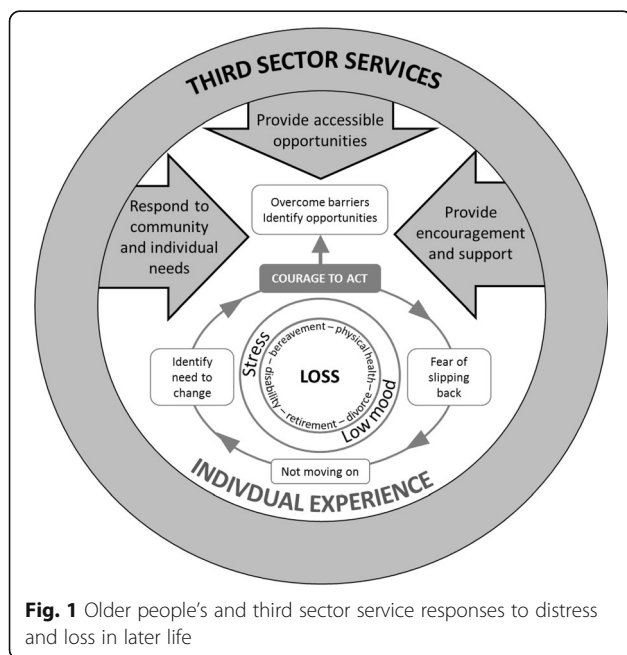 THIRD SECTOR SERVICES
Provide accessible
opportunities
Respond to
community
and individual
needs
Provide
encouragement
and support
Overcome barriers
Identify opportunities
COURAGE TO ACT
Identify
need to
change
Fear of
slipping
back
Not moving on
Stress
Low mood
bereavement – physical health – divorce – retirement – disability –
LOSS
INDIVDUAL EXPERIENCE
Fig. 1 Older people's and third sector service responses to distress
and loss in later life